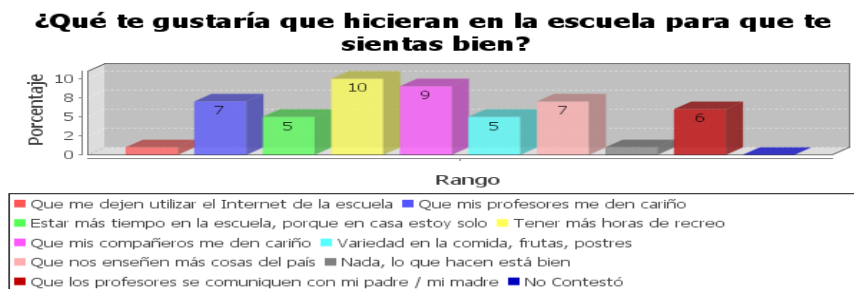 ¿Qué te gustaría que hicieran en la escuela para que te
sientas bien?
Porcentaje
10
8
5
2
0
7
5
10
9
5
7
6
Rango
Que me dejen utilizar el Internet de la escuela Que mis profesores me den cariño
Estar más tiempo en la escuela, porque en casa estoy solo Tener más horas de recreo
Que mis compañeros me den cariño Variedad en la comida, frutas, postres
Que nos enseñen más cosas del país Nada, lo que hacen está bien
Que los profesores se comuniquen con mi padre / mi madre No Contestó